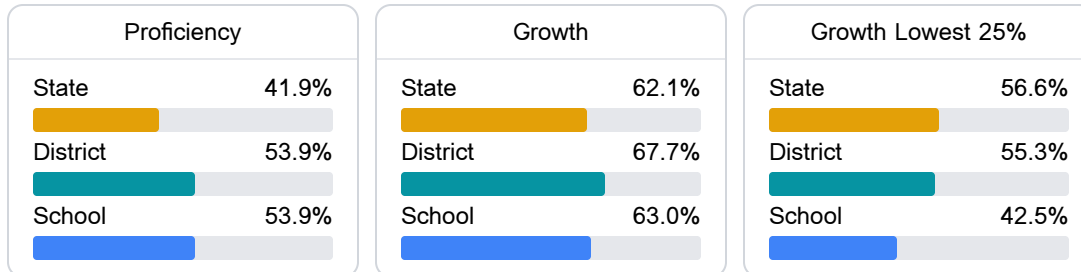 Proficiency
State 41.9%
District 53.9%
School 53.9%
Growth
State 62.1%
District 67.7%
School 63.0%
Growth Lowest 25%
State 56.6%
District 55.3%
School 42.5%